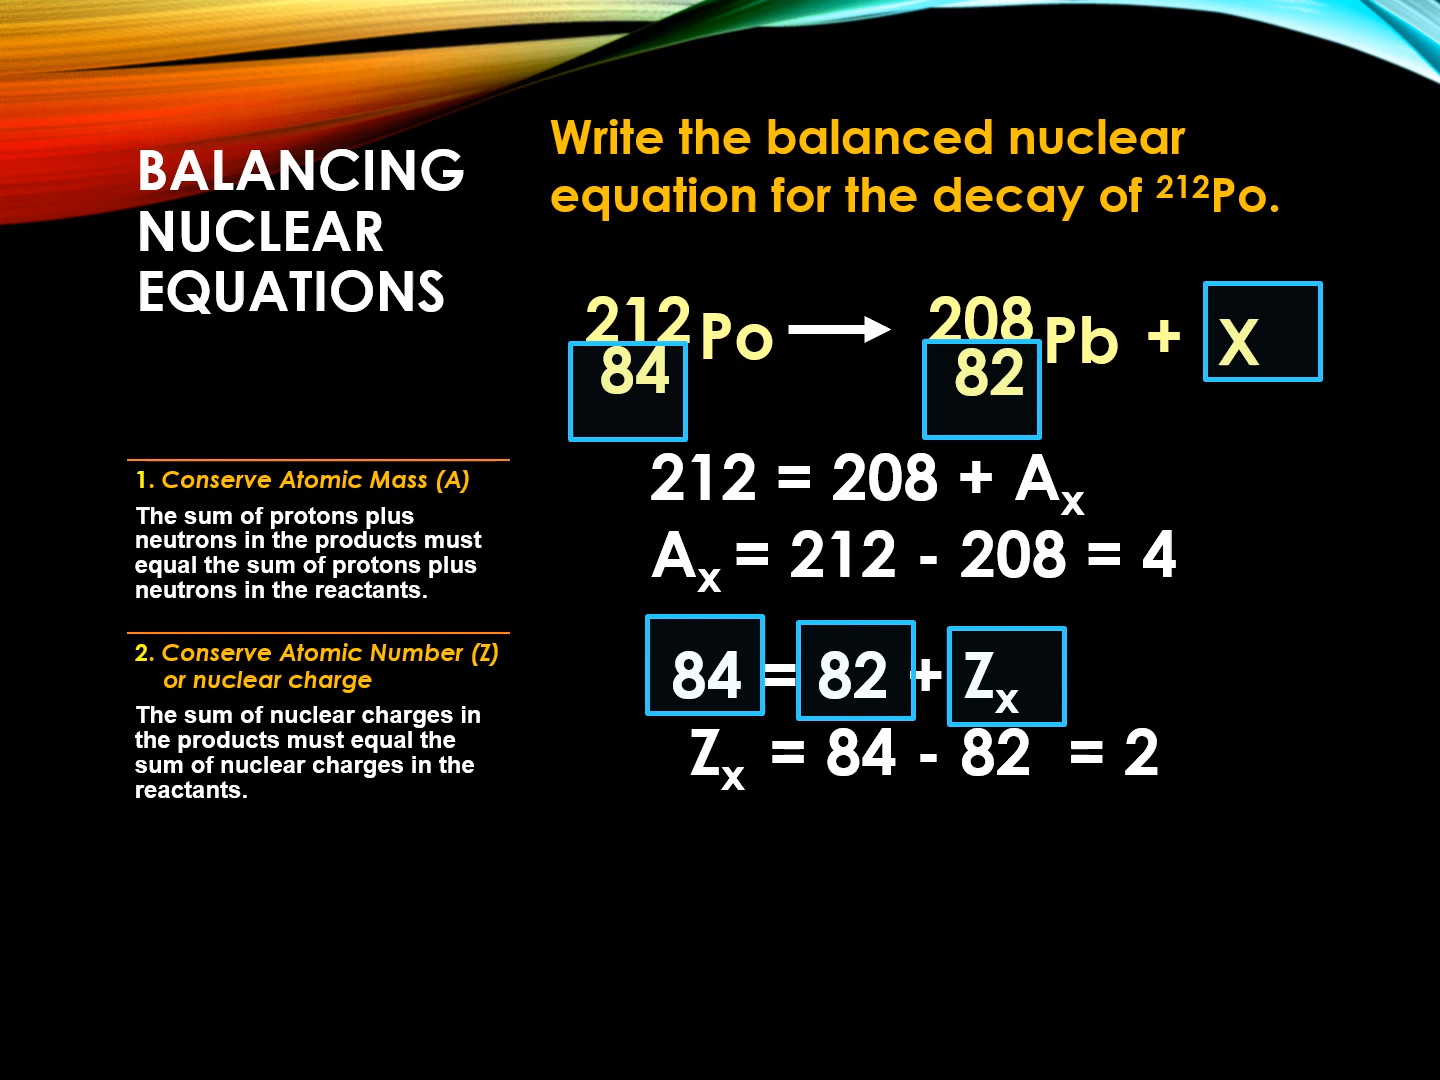 BALANCING
NUCLEAR
EQUATIONS
1. Conserve Atomic Mass (A)
The sum of protons plus
neutrons in the products must
equal the sum of protons plus
neutrons in the reactants.
2. Conserve Atomic Number (Z)
or nuclear charge
The sum of nuclear charges in
the products must equal the
sum of nuclear charges in the
reactants.
Write the balanced nuclear
equation for the decay of ²¹²Po.
212 Po → 208 Pb + X
84 82
212 = 208 + Aₓ
Aₓ = 212 - 208 = 4
84 = 82 + Zₓ
Zₓ = 84 - 82 = 2